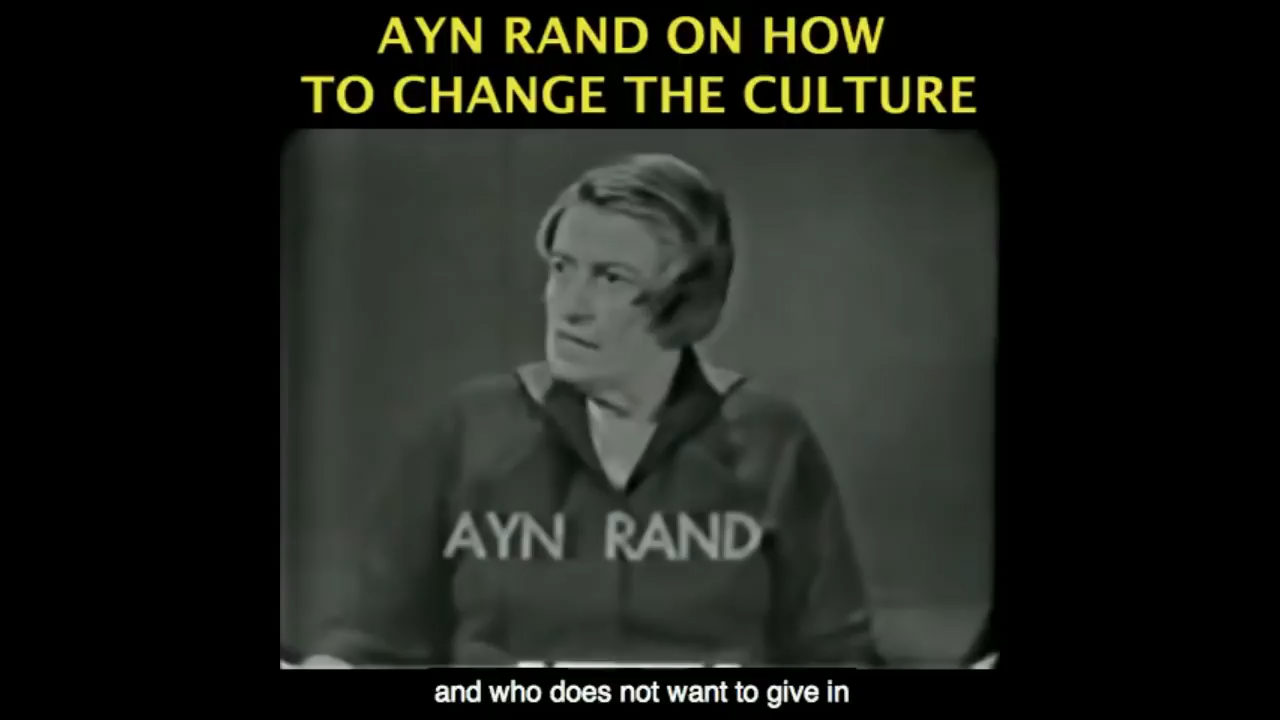 AYN RAND ON HOW
TO CHANGE THE CULTURE
AYN RAND
and who does not want to give in